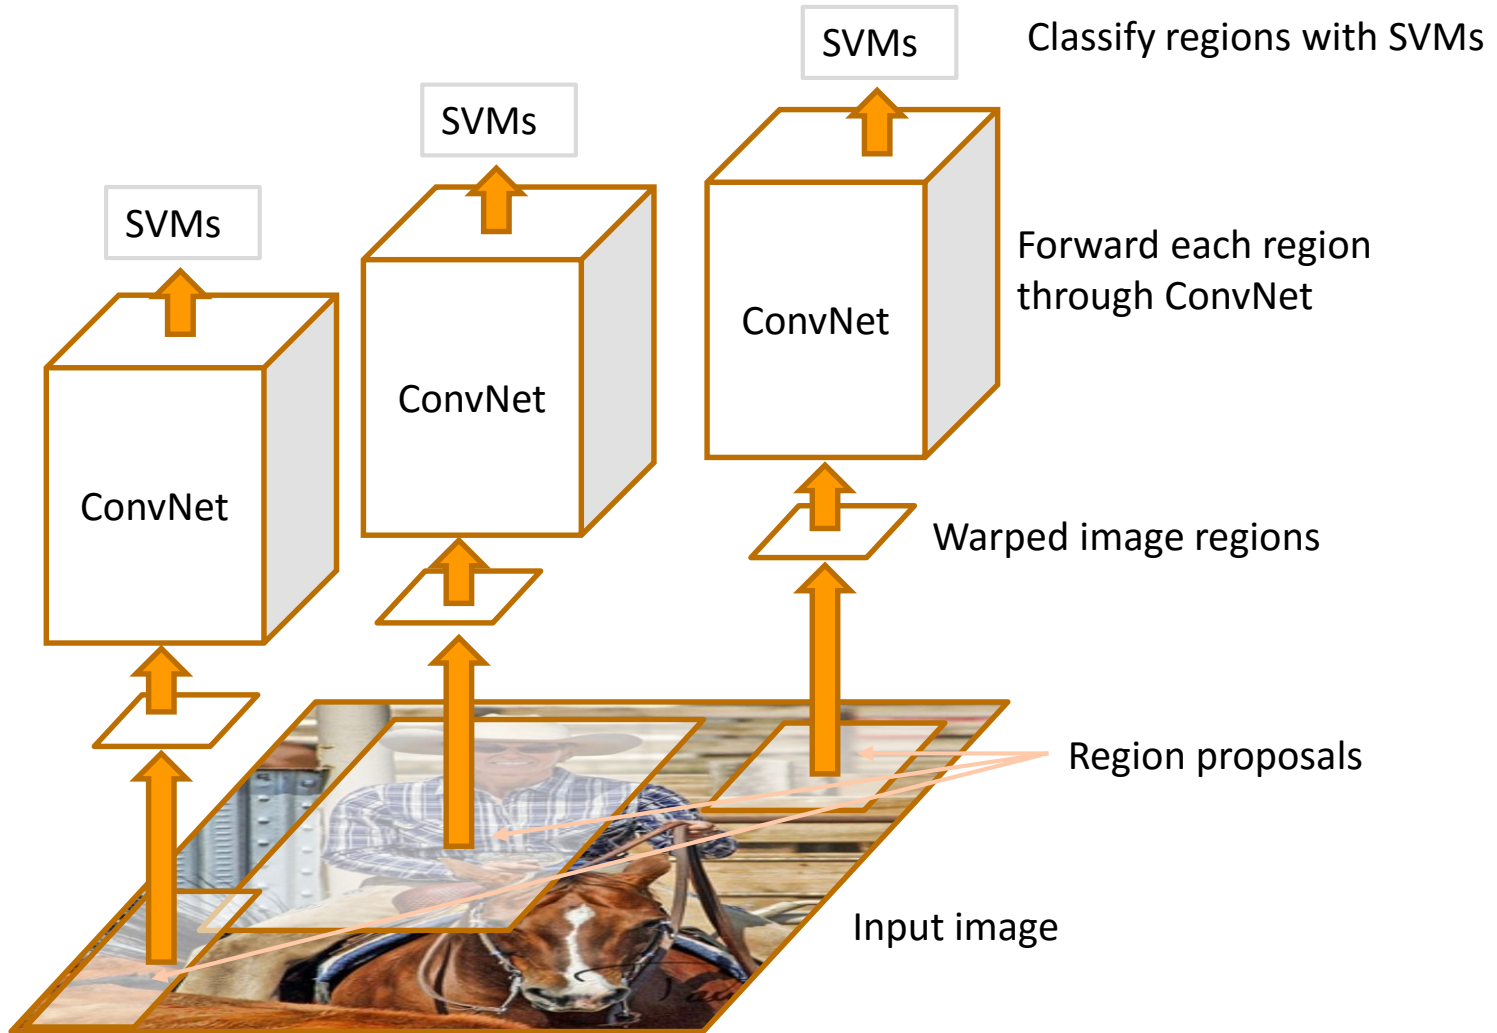 SVMs
Classify regions with SVMs
SVMs
SVMs
Forward each region
through ConvNet
ConvNet
ConvNet
ConvNet
Warped image regions
Region proposals
Input image